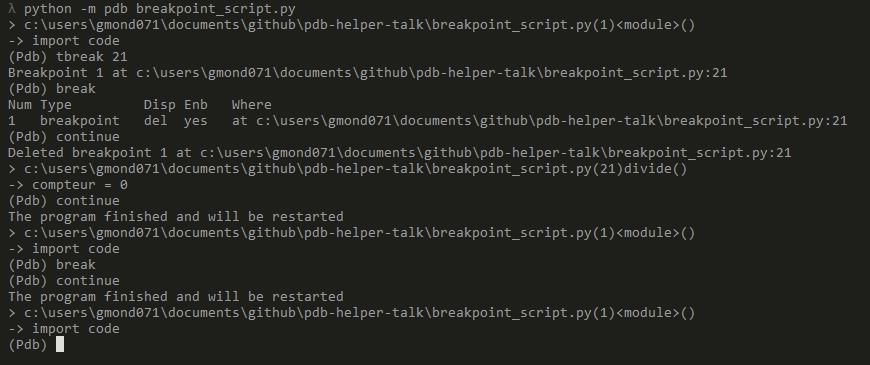 λ python -m pdb breakpoint_script.py
> c:\users\gmond071\documents\github\pdb-helper-talk\breakpoint_script.py(1)<module>()
-> import code
(Pdb) tbreak 21
Breakpoint 1 at c:\users\gmond071\documents\github\pdb-helper-talk\breakpoint_script.py:21
(Pdb) break
Num Type         Disp Enb   Where
1   breakpoint   del  yes   at c:\users\gmond071\documents\github\pdb-helper-talk\breakpoint_script.py:21
(Pdb) continue
Deleted breakpoint 1 at c:\users\gmond071\documents\github\pdb-helper-talk\breakpoint_script.py:21
> c:\users\gmond071\documents\github\pdb-helper-talk\breakpoint_script.py(21)divide()
-> compteur = 0
(Pdb) continue
The program finished and will be restarted
> c:\users\gmond071\documents\github\pdb-helper-talk\breakpoint_script.py(1)<module>()
-> import code
(Pdb) break
(Pdb) continue
The program finished and will be restarted
> c:\users\gmond071\documents\github\pdb-helper-talk\breakpoint_script.py(1)<module>()
-> import code
(Pdb)